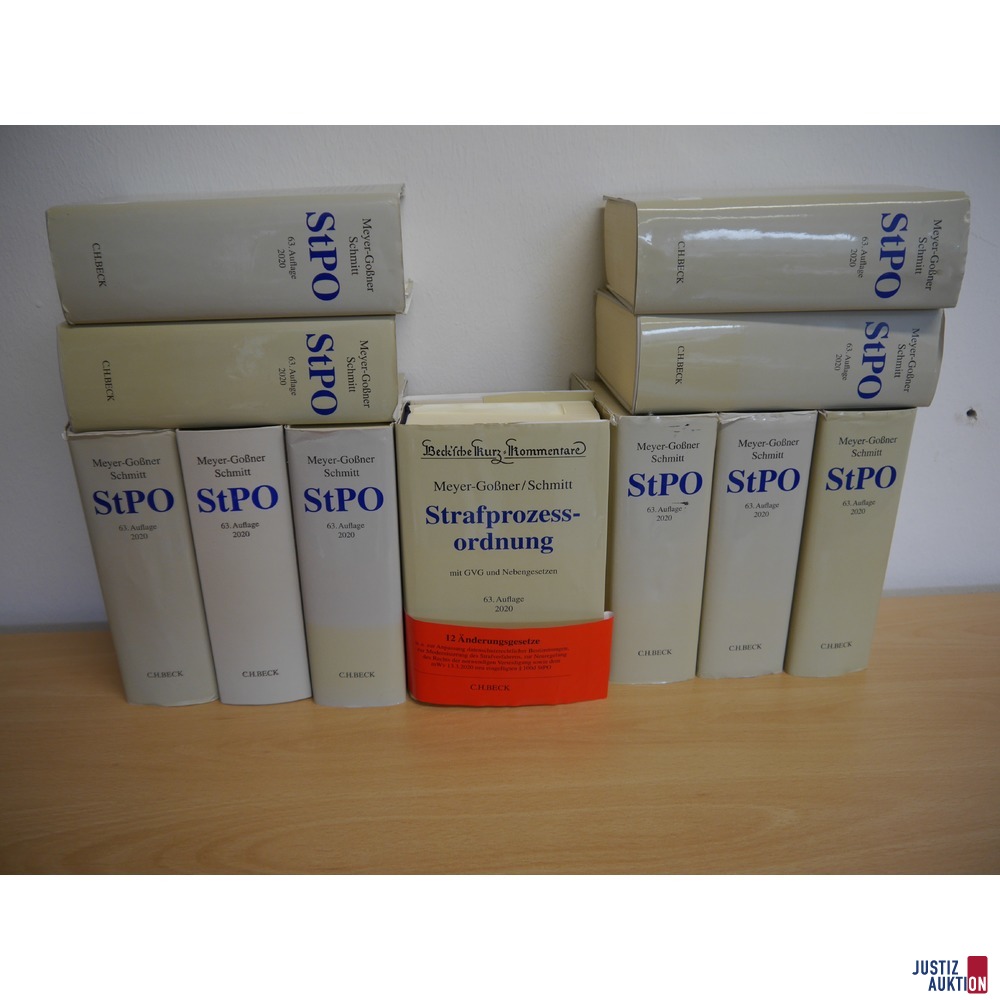 Meyer-Goßner
Schmitt
StPO
63. Auflage
2020
C.H.BECK
Meyer-Goßner
Schmitt
StPO
63. Auflage
2020
C.H.BECK
Meyer-Goßner
Schmitt
StPO
63. Auflage
2020
C.H.BECK
Meyer-Goßner
Schmitt
StPO
63. Auflage
2020
C.H.BECK
Meyer-Goßner
Schmitt
StPO
63. Auflage
2020
C.H.BECK
Meyer-Goßner
Schmitt
StPO
63. Auflage
2020
C.H.BECK
Meyer-Goßner
Schmitt
StPO
63. Auflage
2020
C.H.BECK
Beck'sche Kurz-Kommentare
Meyer-Goßner/Schmitt
Strafprozess-
ordnung
mit GVG und Nebengesetzen
63. Auflage
2020
12 Änderungsgesetze
C.H.BECK
Meyer-Goßner
Schmitt
StPO
63. Auflage
2020
C.H.BECK
Meyer-Goßner
Schmitt
StPO
63. Auflage
2020
C.H.BECK
Meyer-Goßner
Schmitt
StPO
63. Auflage
2020
C.H.BECK
JUSTIZ
AUKTION